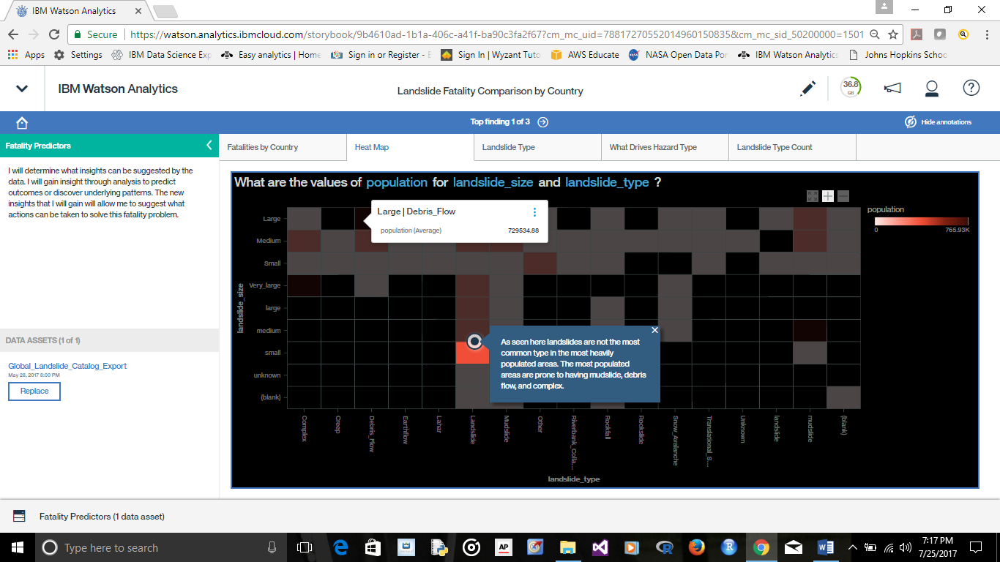 IBM Watson Analytics
Secure
https://watson.analytics.ibmcloud.com/storybook/9b4610ad-1b1a-406c-a41f-ba90c3fa2f67?cm_mc_uid=78817270552014960150835&cm_mc_sid_50200000=1501
Apps
Settings
IBM Data Science Exp
Easy analytics | Home
Sign in or Register - E
Sign In | Wyzant Tuto
AWS Educate
NASA Open Data Por
IBM Watson Analytics
Johns Hopkins Schoo
IBM Watson Analytics
Landslide Fatality Comparison by Country
36.8
GB
Top finding 1 of 3
Hide annotations
Fatality Predictors
Fatalities by Country
Heat Map
Landslide Type
What Drives Hazard Type
Landslide Type Count
I will determine what insights can be suggested by the
data. I will gain insight through analysis to predict
outcomes or discover underlying patterns. The new
insights that I will gain will allow me to suggest what
actions can be taken to solve this fatality problem.
DATA ASSETS (1 of 1)
Global_Landslide_Catalog_Export
May 28, 2017 8:00 PM
Replace
What are the values of population for landslide_size and landslide_type ?
Large | Debris_Flow
population (Average) 729534.88
population
0 765.93K
landslide_size
Large
Medium
Small
Very_large
large
medium
small
unknown
(blank)
As seen here landslides are not the most
common type in the most heavily
populated areas. The most populated
areas are prone to having mudslide, debris
flow, and complex.
Complex
Creep
Debris_Flow
Earthflow
Lahar
Landslide
Mudslide
Other
Riverbank_Colla...
Rockfall
Rockslide
Snow_Avalanche
Translational_S...
Unknown
landslide
mudslide
(blank)
landslide_type
Fatality Predictors (1 data asset)
Type here to search
AP
7:17 PM
7/25/2017